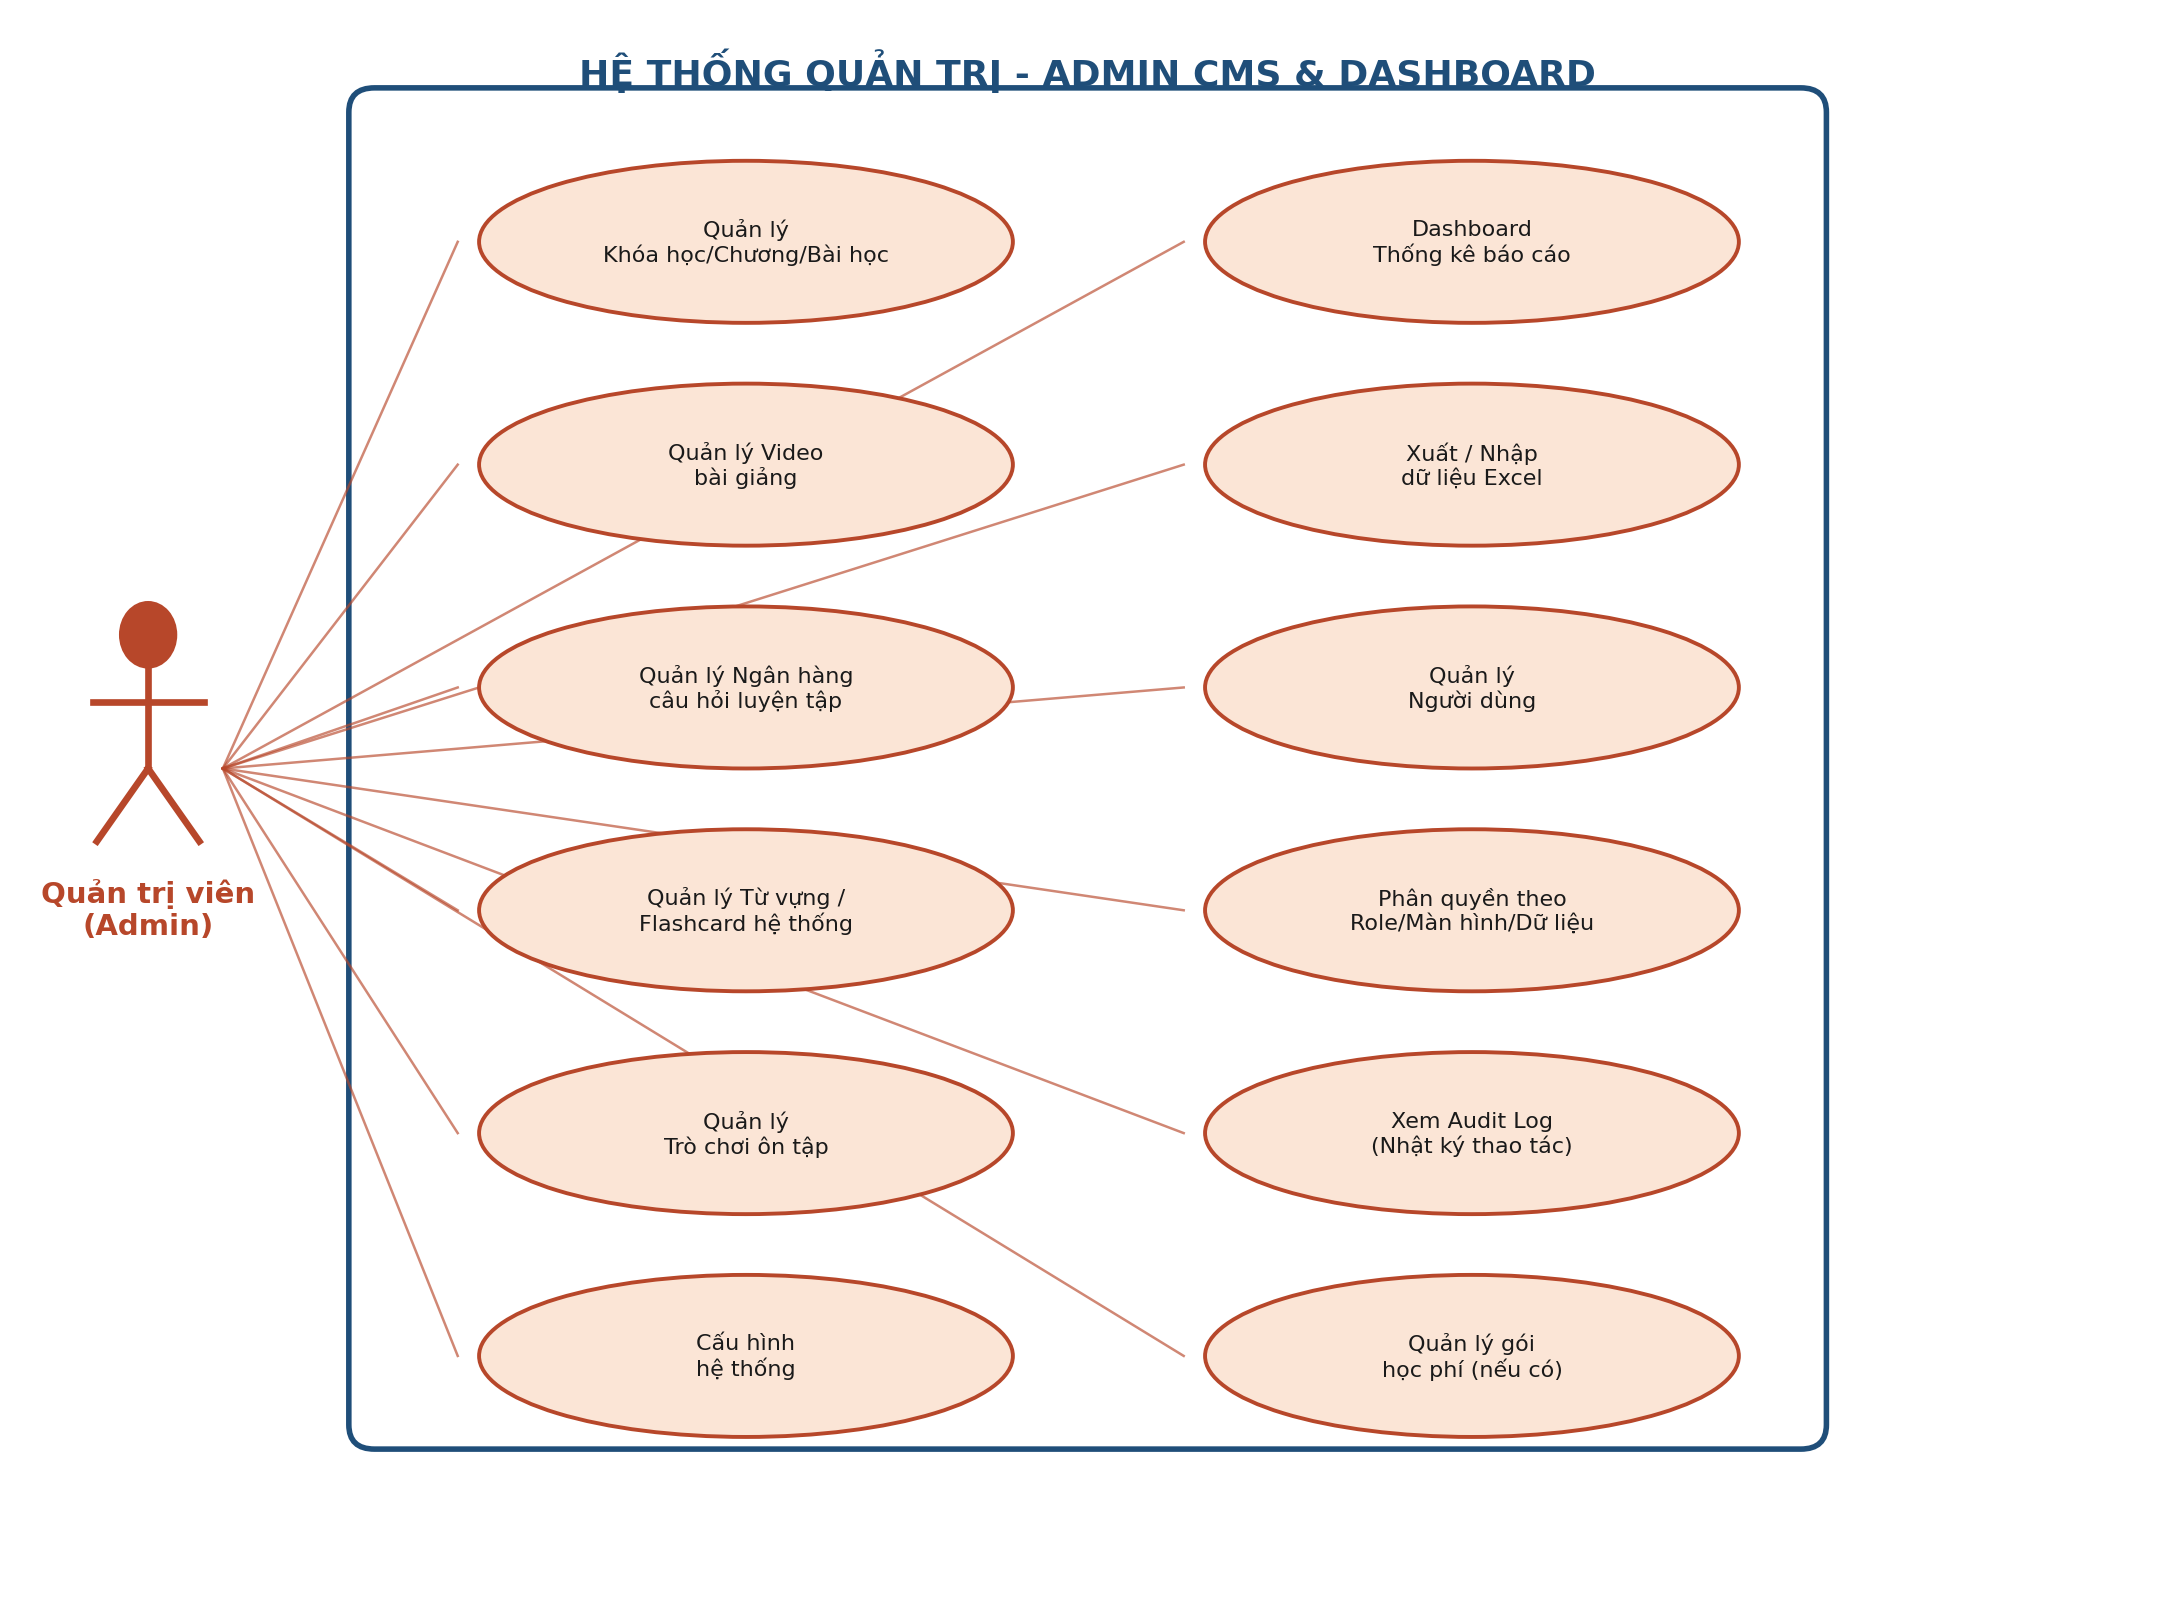 HỆ THỐNG QUẢN TRỊ - ADMIN CMS & DASHBOARD
Quản lý
Khóa học/Chương/Bài học
Dashboard
Thống kê báo cáo
Quản lý Video
bài giảng
Xuất / Nhập
dữ liệu Excel
Quản lý Ngân hàng
câu hỏi luyện tập
Quản lý
Người dùng
Quản trị viên
(Admin)
Quản lý Từ vựng /
Flashcard hệ thống
Phân quyền theo
Role/Màn hình/Dữ liệu
Quản lý
Trò chơi ôn tập
Xem Audit Log
(Nhật ký thao tác)
Cấu hình
hệ thống
Quản lý gói
học phí (nếu có)